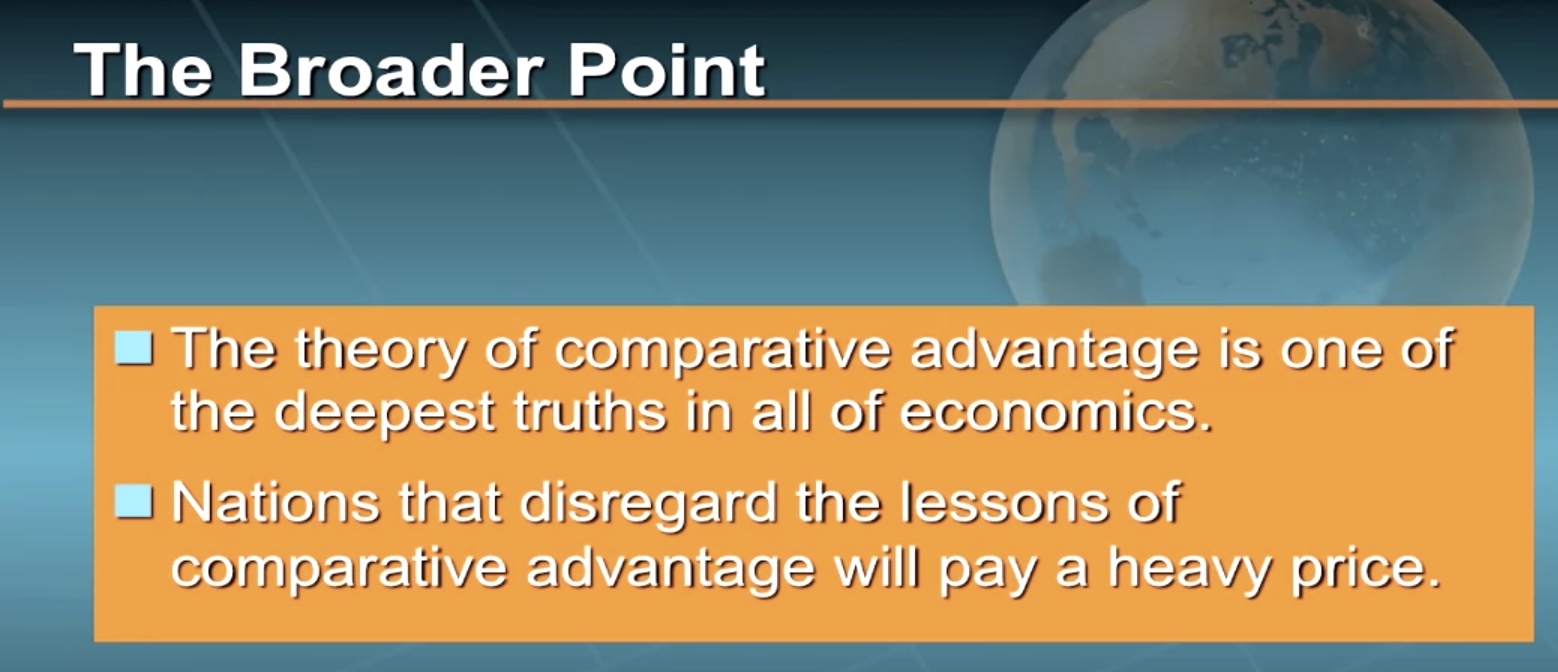 The Broader Point
The theory of comparative advantage is one of
the deepest truths in all of economics.
Nations that disregard the lessons of
comparative advantage will pay a heavy price.